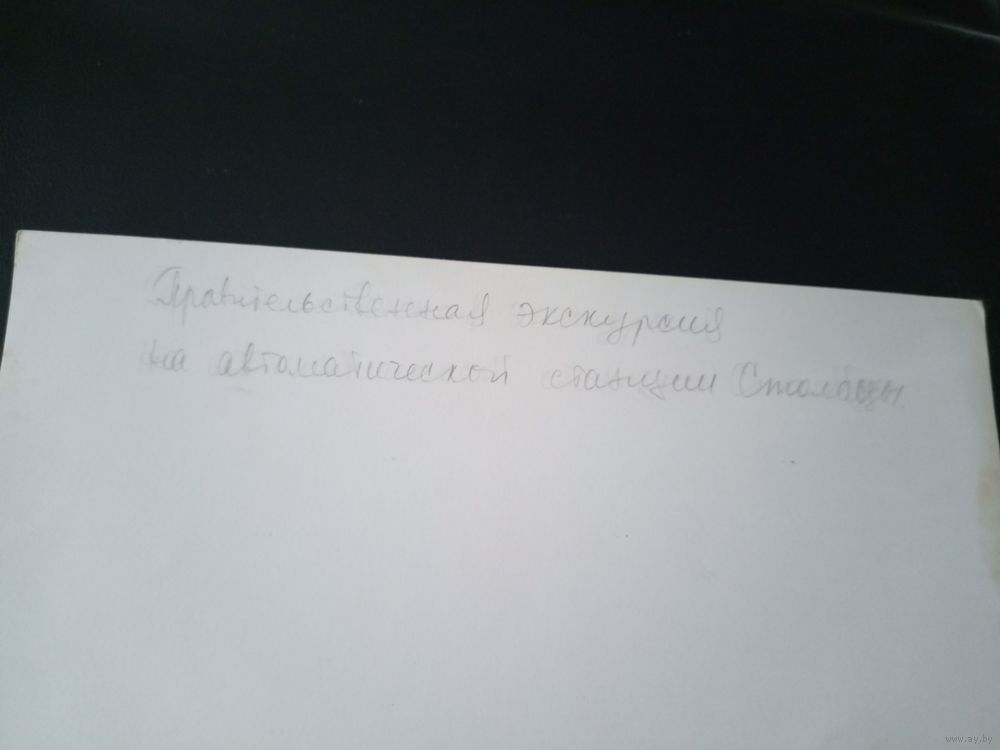 Правительственная экскурсия
на автоматической станции Столбцы.
www.ay.by